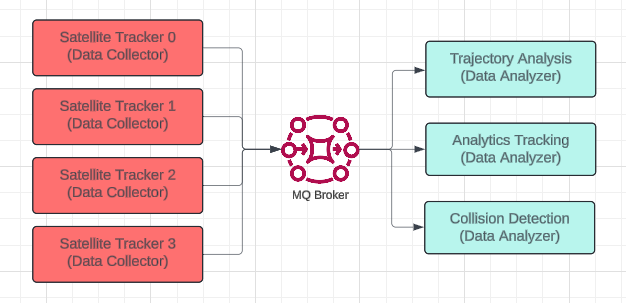 Satellite Tracker 0
(Data Collector)
Satellite Tracker 1
(Data Collector)
Satellite Tracker 2
(Data Collector)
Satellite Tracker 3
(Data Collector)
MQ Broker
Trajectory Analysis
(Data Analyzer)
Analytics Tracking
(Data Analyzer)
Collision Detection
(Data Analyzer)